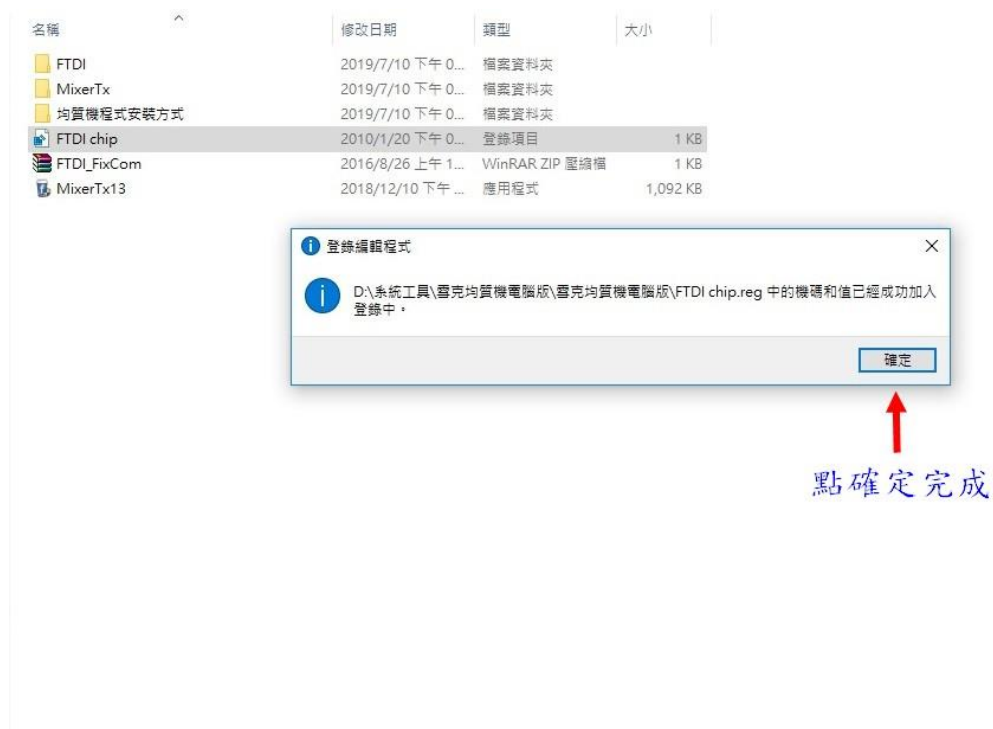 名稱 修改日期 類型 大小
FTDI 2019/7/10 下午 0... 檔案資料夾
MixerTx 2019/7/10 下午 0... 檔案資料夾
均質機程式安裝方式 2019/7/10 下午 0... 檔案資料夾
FTDI chip 2010/1/20 下午 0... 登錄項目 1 KB
FTDI_FixCom 2016/8/26 上午 1... WinRAR ZIP 壓縮檔 1 KB
MixerTx13 2018/12/10 下午 ... 應用程式 1,092 KB
登錄編輯程式
D:\系統工具\雪克均質機電腦版\雪克均質機電腦版\FTDI chip.reg 中的機碼和值已經成功加入
登錄中。
確定
點確定完成